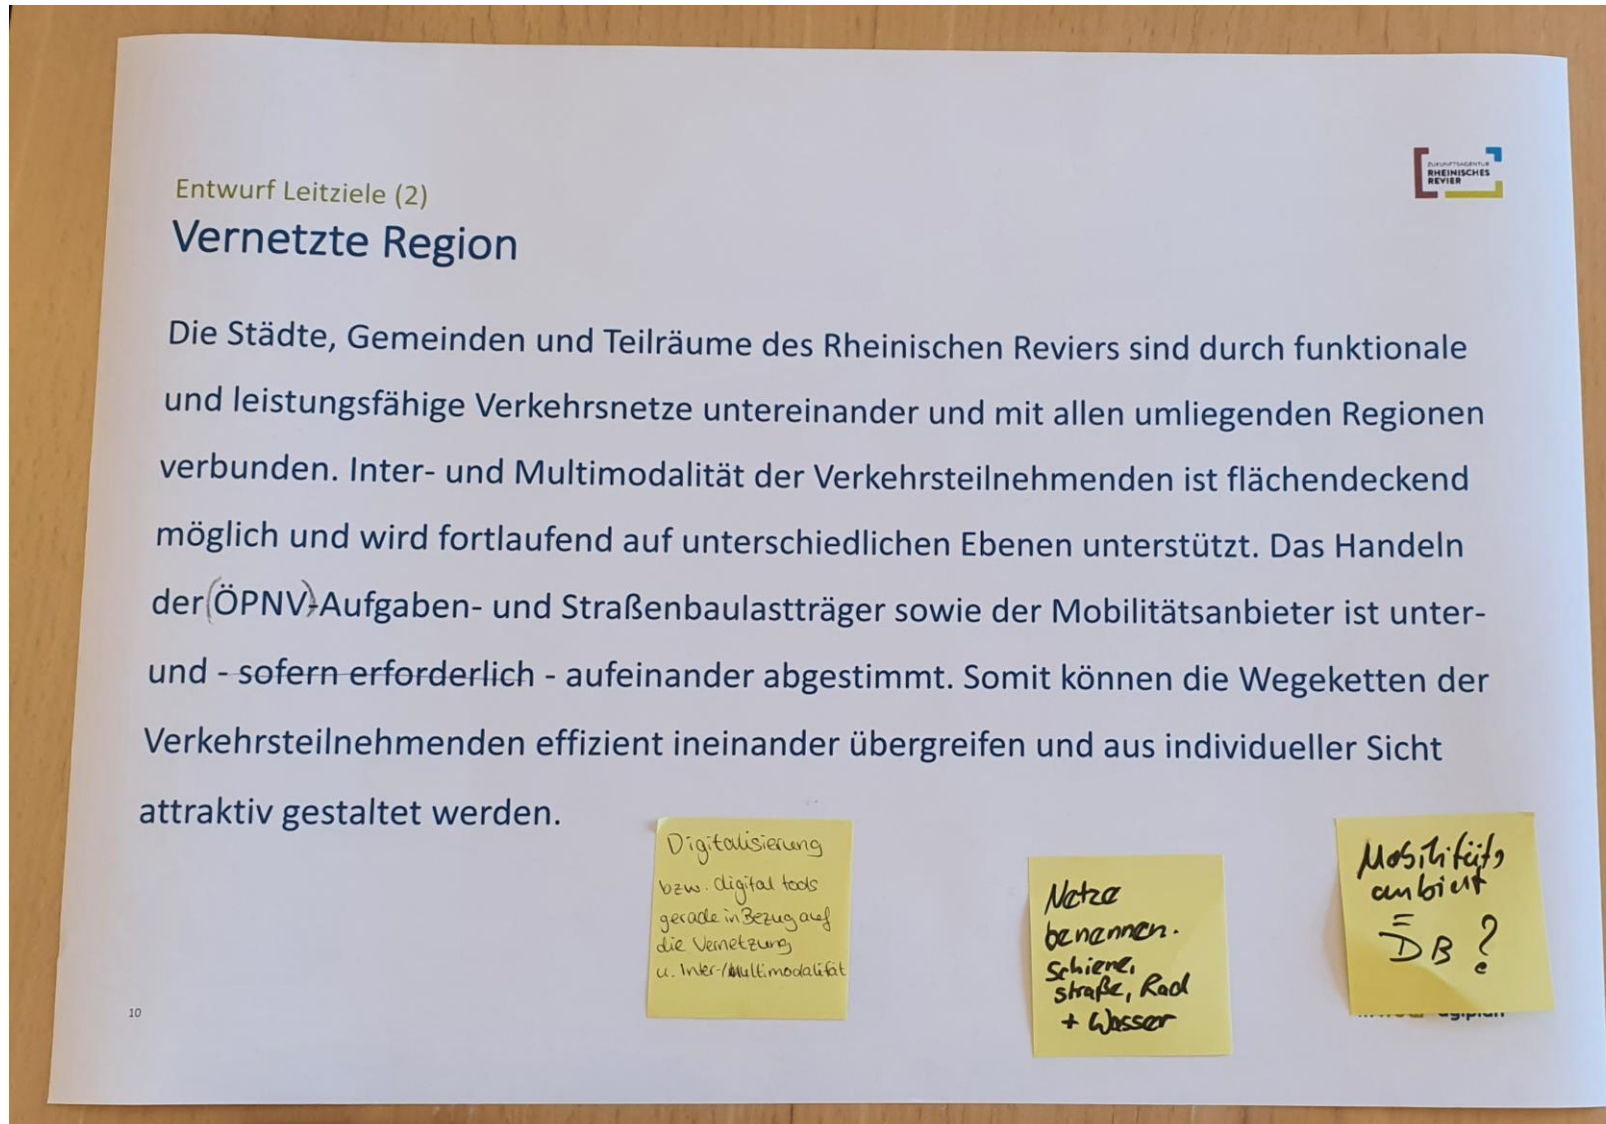 ZUKUNFTSAGENTUR
RHEINISCHES
REVIER
Entwurf Leitziele (2)
Vernetzte Region
Die Städte, Gemeinden und Teilräume des Rheinischen Reviers sind durch funktionale
und leistungsfähige Verkehrsnetze untereinander und mit allen umliegenden Regionen
verbunden. Inter- und Multimodalität der Verkehrsteilnehmenden ist flächendeckend
möglich und wird fortlaufend auf unterschiedlichen Ebenen unterstützt. Das Handeln
der (ÖPNV)-Aufgaben- und Straßenbaulastträger sowie der Mobilitätsanbieter ist unter-
und - sofern erforderlich - aufeinander abgestimmt. Somit können die Wegeketten der
Verkehrsteilnehmenden effizient ineinander übergreifen und aus individueller Sicht
attraktiv gestaltet werden.
Digitalisierung
bzw. digital tools
gerade in Bezug auf
die Vernetzung
u. Inter-/Multimodalität
Netze
benennen.
Schiene,
straße, Rad
+ Wasser
Mobilitäts
anbieter
= DB ?
10
agiplan